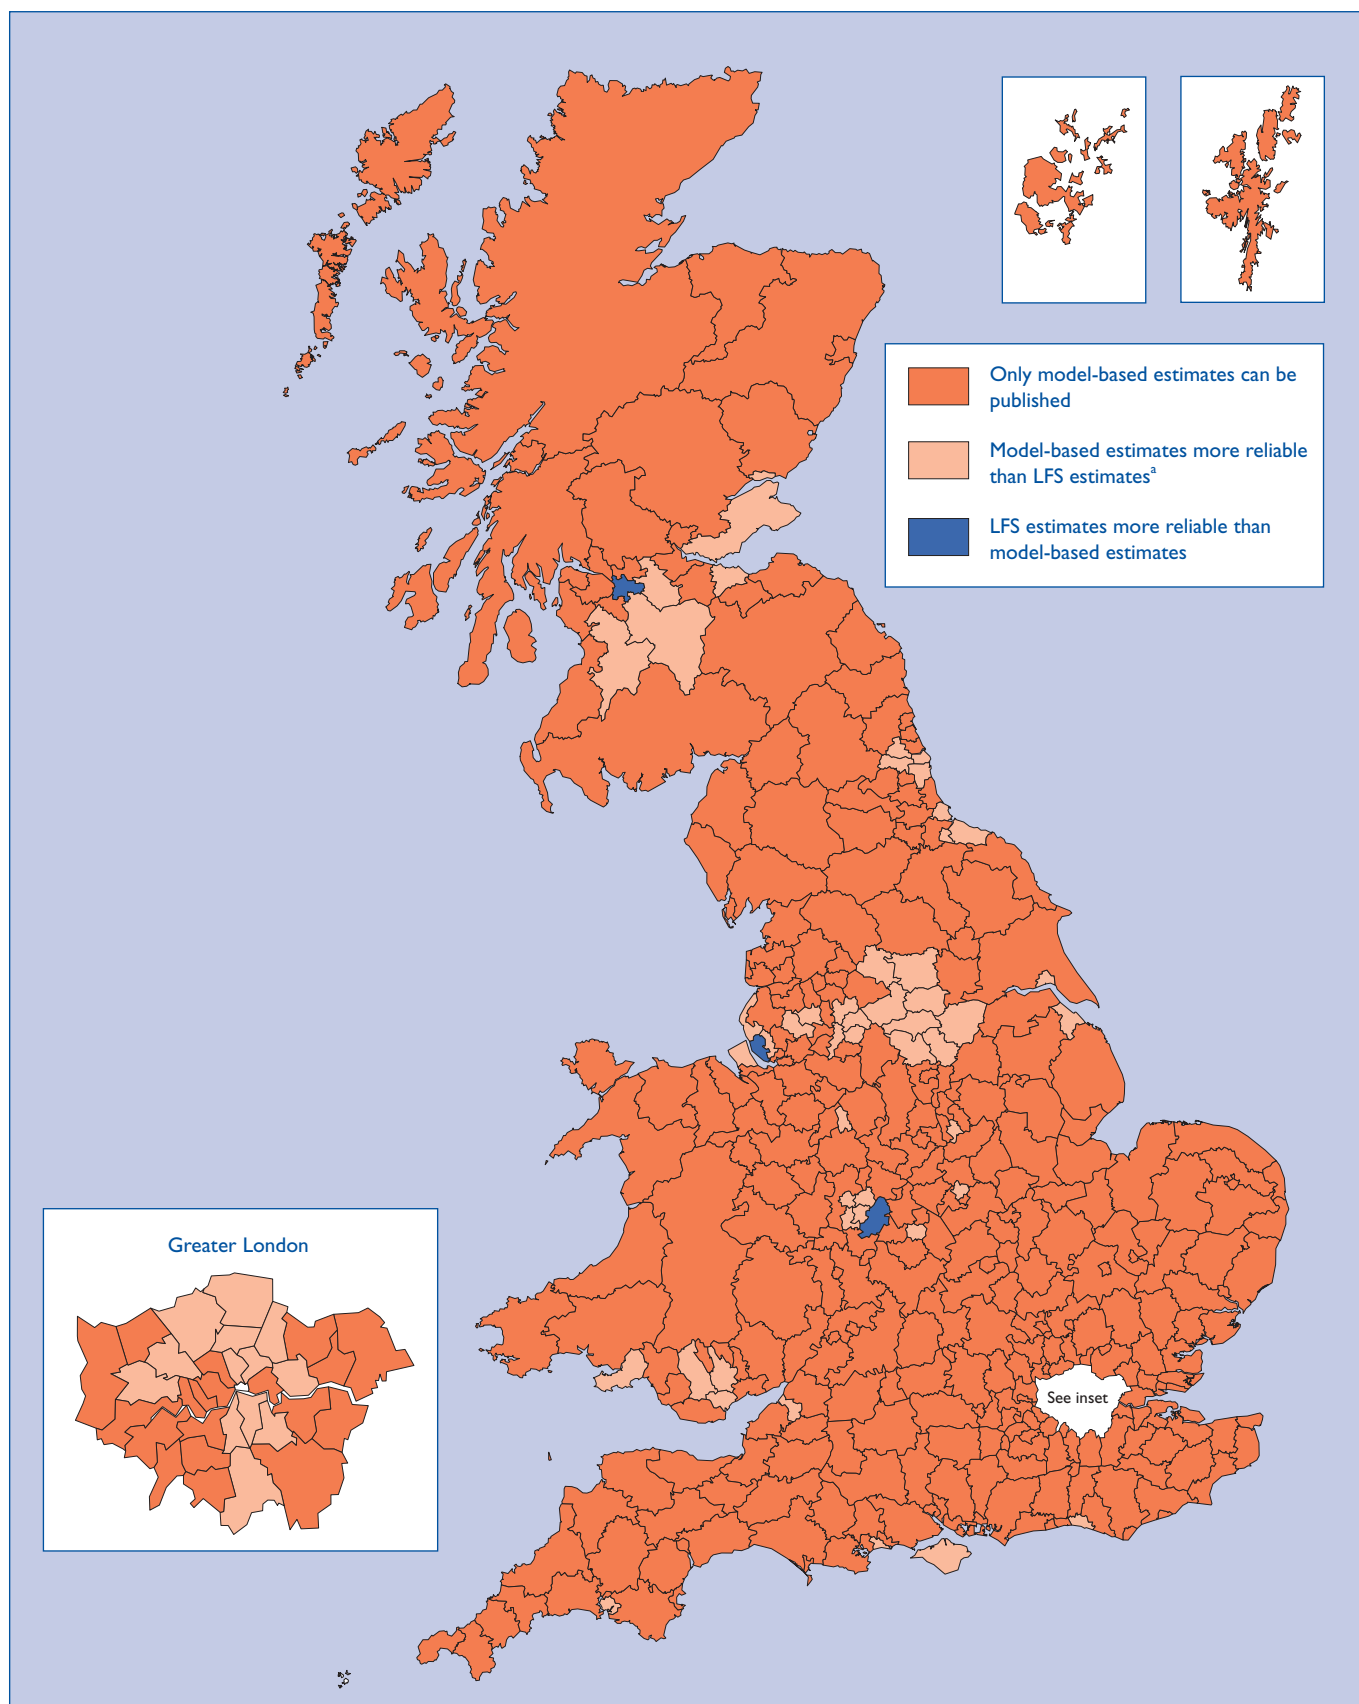 Only model-based estimates can be
published
Model-based estimates more reliable
than LFS estimatesᵃ
LFS estimates more reliable than
model-based estimates
Greater London
See inset